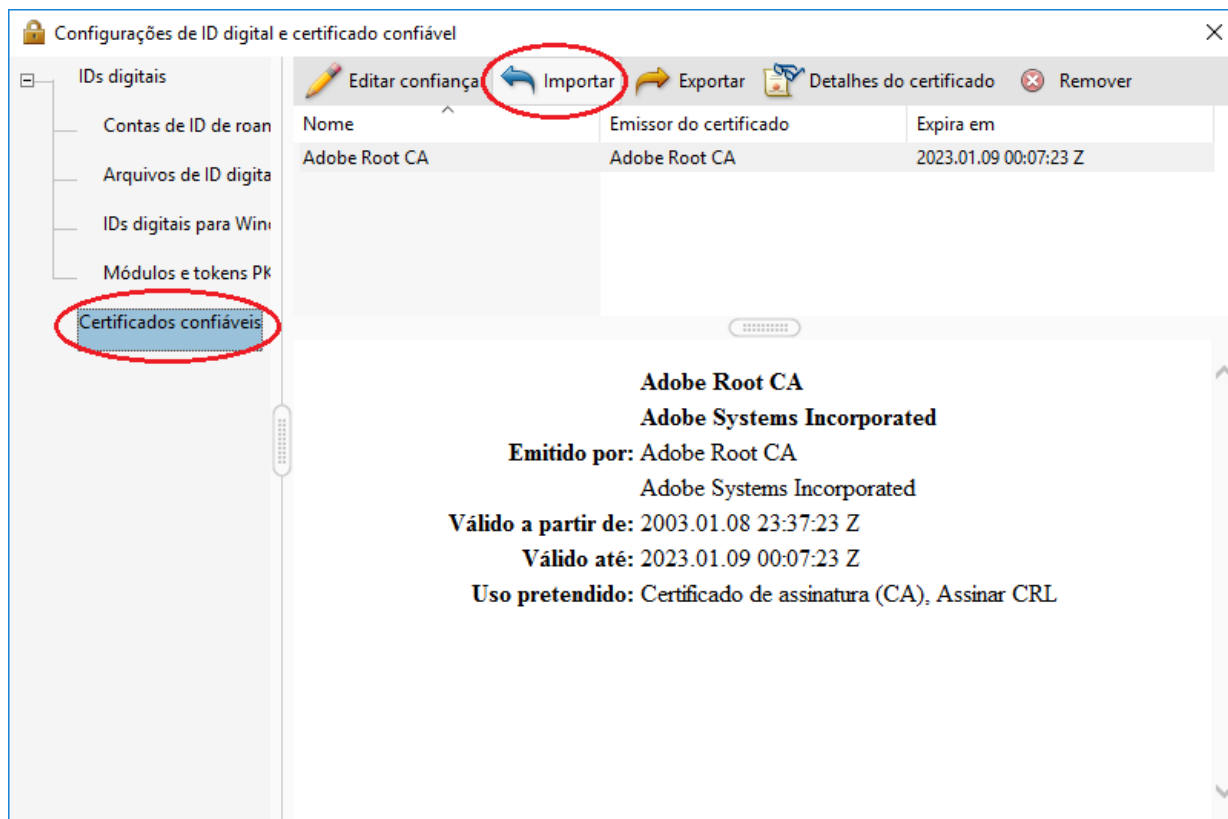 Configurações de ID digital e certificado confiável
IDs digitais
Contas de ID de roan
Arquivos de ID digita
IDs digitais para Win
Módulos e tokens PK
Certificados confiáveis
Editar confiança Importar Exportar Detalhes do certificado Remover
Nome Emissor do certificado Expira em
Adobe Root CA Adobe Root CA 2023.01.09 00:07:23 Z
Adobe Root CA
Adobe Systems Incorporated
Emitido por: Adobe Root CA
Adobe Systems Incorporated
Válido a partir de: 2003.01.08 23:37:23 Z
Válido até: 2023.01.09 00:07:23 Z
Uso pretendido: Certificado de assinatura (CA), Assinar CRL